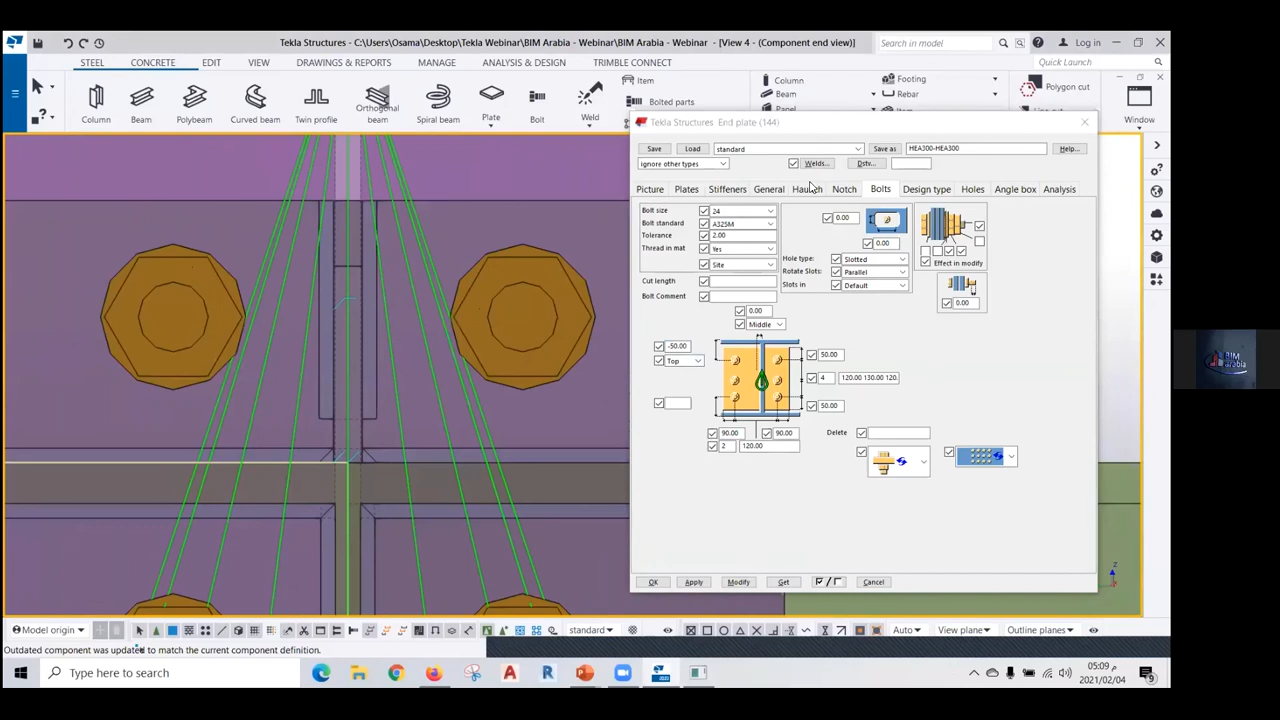 Tekla Structures - C:\Users\Osama\Desktop\Tekla Webinar\BIM Arabia - Webinar\BIM Arabia - Webinar - [View 4 - (Component end view)]
Search in model
Log in
STEEL CONCRETE EDIT VIEW DRAWINGS & REPORTS MANAGE ANALYSIS & DESIGN TRIMBLE CONNECT
Quick Launch
Column
Beam
Polybeam
Curved beam
Twin profile
Orthogonal beam
Spiral beam
Plate
Bolt
Weld
Item
Bolted parts
Column
Beam
Panel
Footing
Rebar
Item
Polygon cut
Window
Tekla Structures End plate (144)
Save Load standard Save as HEA300-HEA300 Help...
ignore other types Welds... Dstv...
Picture Plates Stiffeners General Haunch Notch Bolts Design type Holes Angle box Analysis
Bolt size 24
Bolt standard A325M
Tolerance 2.00
Thread in mat Yes
Site
Cut length
Bolt Comment
0.00
0.00
Hole type: Slotted
Rotate Slots: Parallel
Slots in Default
Effect in modify
0.00
0.00
Middle
-50.00
Top
50.00
4 120.00 130.00 120.
50.00
90.00 90.00
2 120.00
Delete
OK Apply Modify Get Cancel
z
Model origin
standard
Auto
View plane
Outline planes
Outdated component was updated to match the current component definition.
Type here to search
05:09 م
2021/02/04
9
2021
BIM
arabia